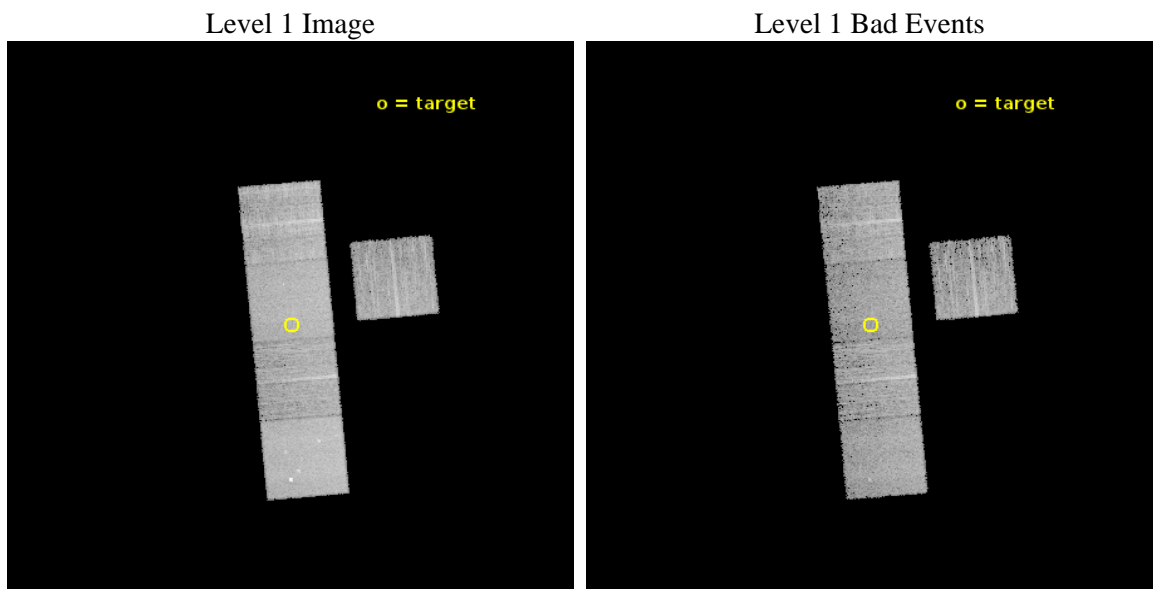 Level 1 Image
Level 1 Bad Events
o = target
o = target